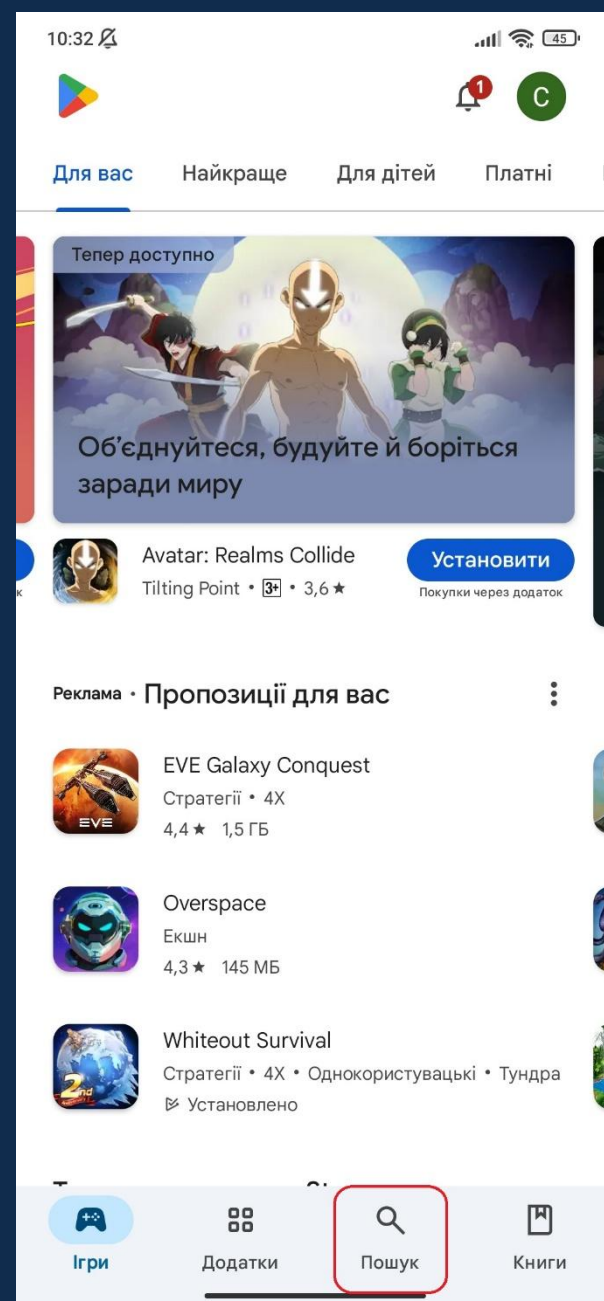 10:32
45
1
C
Для вас Найкраще Для дітей Платні
Тепер доступно
Об’єднуйтеся, будуйте й боріться
заради миру
Avatar: Realms Collide
Tilting Point • 3+ • 3,6 ★
Установити
Покупки через додаток
Реклама • Пропозиції для вас
EVE Galaxy Conquest
Стратегії • 4X
4,4 ★ 1,5 ГБ
EVE
Overspace
Екшн
4,3 ★ 145 МБ
Whiteout Survival
Стратегії • 4X • Однокористувацькі • Тундра
Установлено
2nd
Ігри Додатки Пошук Книги